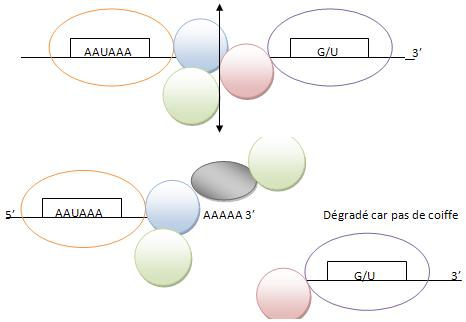 AAUAAA G/U 3’
5’ AAUAAA AAAAA 3’ Dégradé car pas de coiffe
G/U 3’